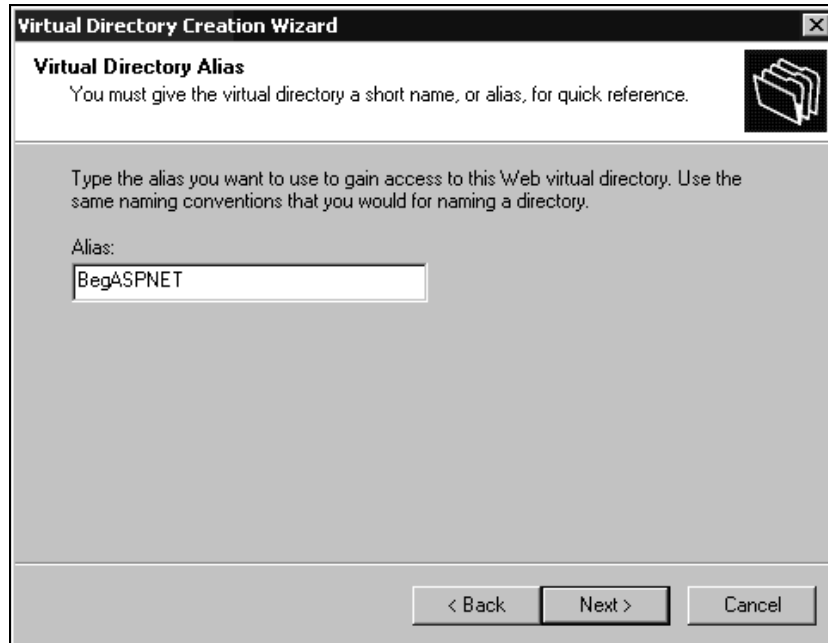 Virtual Directory Creation Wizard
Virtual Directory Alias
You must give the virtual directory a short name, or alias, for quick reference.
Type the alias you want to use to gain access to this Web virtual directory. Use the
same naming conventions that you would for naming a directory.
Alias:
BegASPNET
< Back
Next >
Cancel